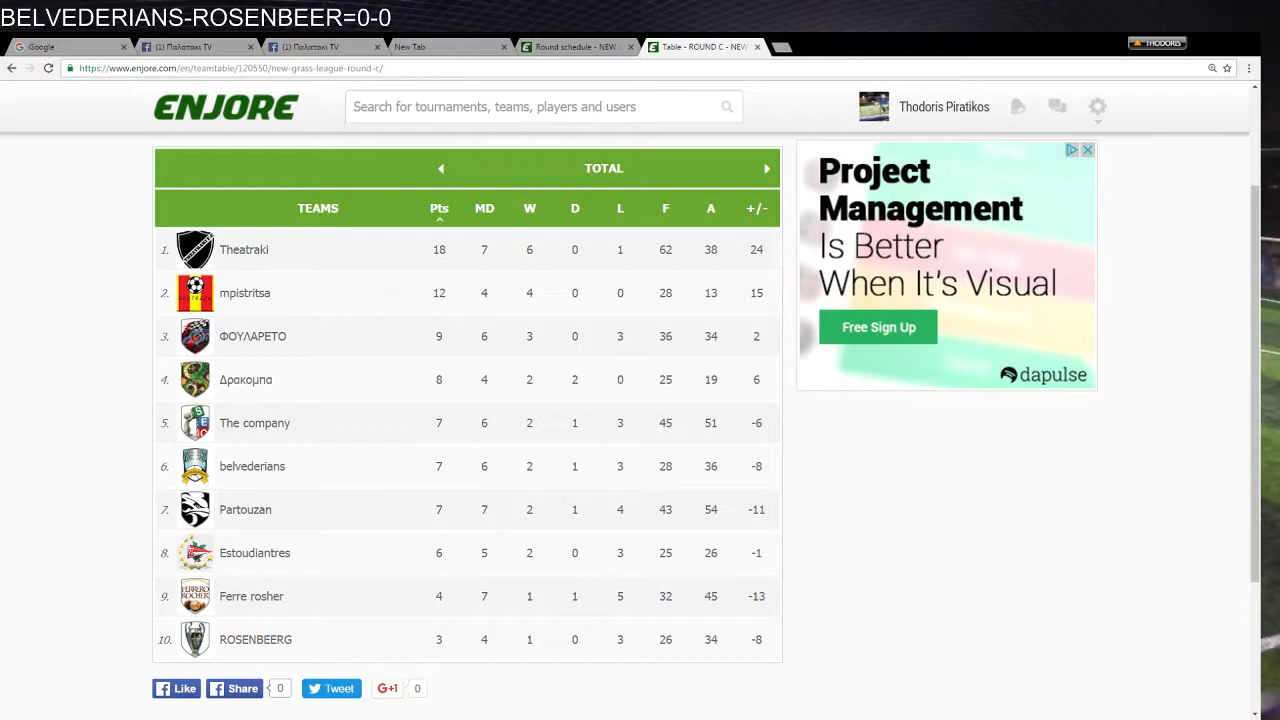 BELVEDERIANS-ROSENBEER=0-0
Google
(1) Παλατακι TV
(1) Παλατακι TV
New Tab
Round schedule - NEW
Table - ROUND C - NEW
THODORIS
https://www.enjore.com/en/teamtable/120550/new-grass-league-round-c/
ENJORE
Search for tournaments, teams, players and users
Thodoris Piratikos
TOTAL
TEAMS Pts MD W D L F A +/-
1. Theatraki 18 7 6 0 1 62 38 24
2. mpistritsa 12 4 4 0 0 28 13 15
3. ΦΟΥΛΑΡΕΤΟ 9 6 3 0 3 36 34 2
4. Δρακομπα 8 4 2 2 0 25 19 6
5. The company 7 6 2 1 3 45 51 -6
6. belvederians 7 6 2 1 3 28 36 -8
7. Partouzan 7 7 2 1 4 43 54 -11
8. Estoudiantres 6 5 2 0 3 25 26 -1
9. Ferre rosher 4 7 1 1 5 32 45 -13
10. ROSENBEERG 3 4 1 0 3 26 34 -8
Project
Management
Is Better
When It's Visual
Free Sign Up
dapulse
Like Share 0 Tweet G+1 0